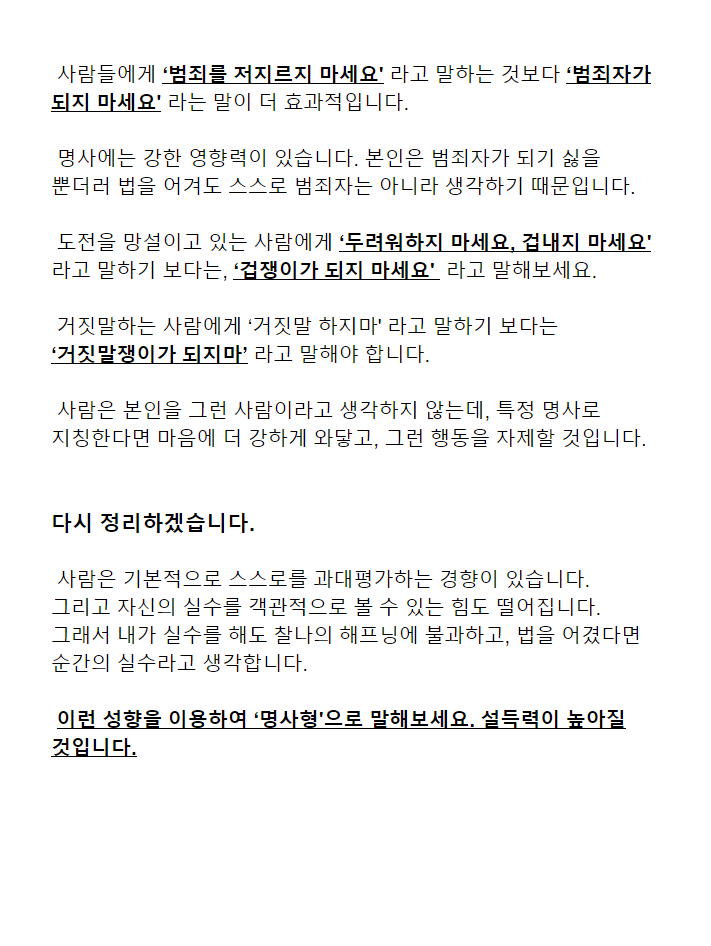 사람들에게 ‘범죄를 저지르지 마세요' 라고 말하는 것보다 ‘범죄자가
되지 마세요' 라는 말이 더 효과적입니다.
명사에는 강한 영향력이 있습니다. 본인은 범죄자가 되기 싫을
뿐더러 법을 어겨도 스스로 범죄자는 아니라 생각하기 때문입니다.
도전을 망설이고 있는 사람에게 ‘두려워하지 마세요, 겁내지 마세요'
라고 말하기 보다는, ‘겁쟁이가 되지 마세요' 라고 말해보세요.
거짓말하는 사람에게 ‘거짓말 하지마' 라고 말하기 보다는
‘거짓말쟁이가 되지마’ 라고 말해야 합니다.
사람은 본인을 그런 사람이라고 생각하지 않는데, 특정 명사로
지칭한다면 마음에 더 강하게 와닿고, 그런 행동을 자제할 것입니다.
다시 정리하겠습니다.
사람은 기본적으로 스스로를 과대평가하는 경향이 있습니다.
그리고 자신의 실수를 객관적으로 볼 수 있는 힘도 떨어집니다.
그래서 내가 실수를 해도 찰나의 해프닝에 불과하고, 법을 어겼다면
순간의 실수라고 생각합니다.
이런 성향을 이용하여 ‘명사형'으로 말해보세요. 설득력이 높아질
것입니다.